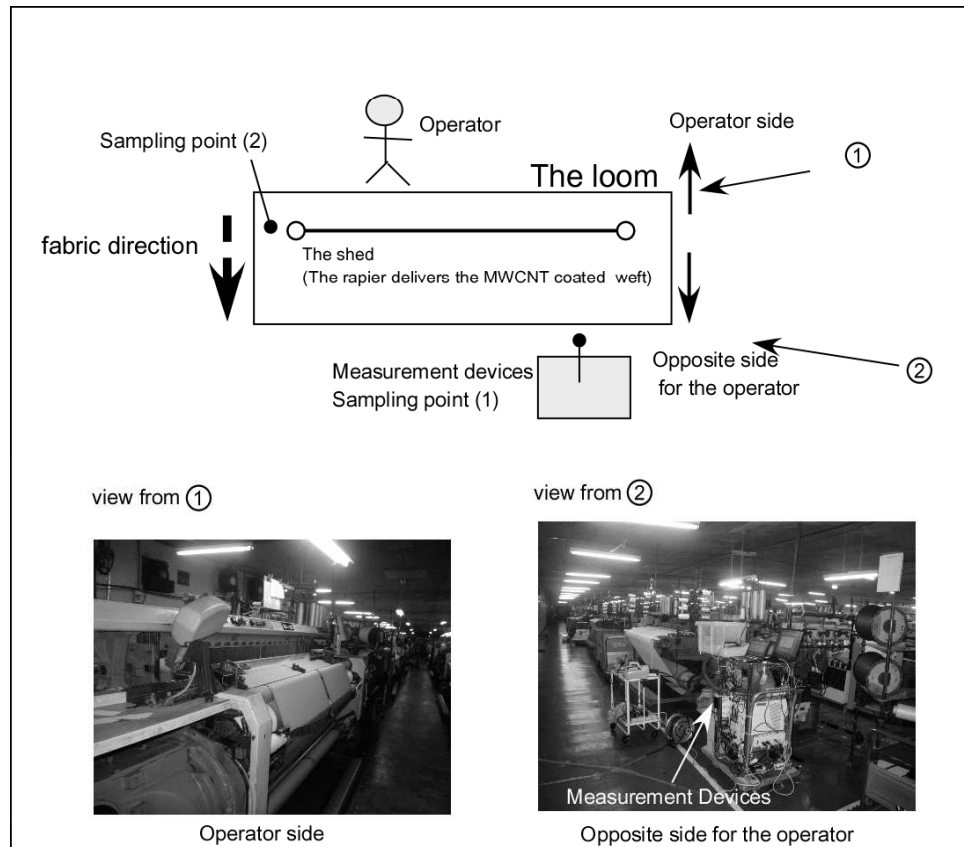 Operator
Operator side
①
Sampling point (2)
The loom
fabric direction
The shed
(The rapier delivers the MWCNT coated weft)
Measurement devices
Sampling point (1)
Opposite side
for the operator
②
view from ①
view from ②
Measurement Devices
Operator side
Opposite side for the operator